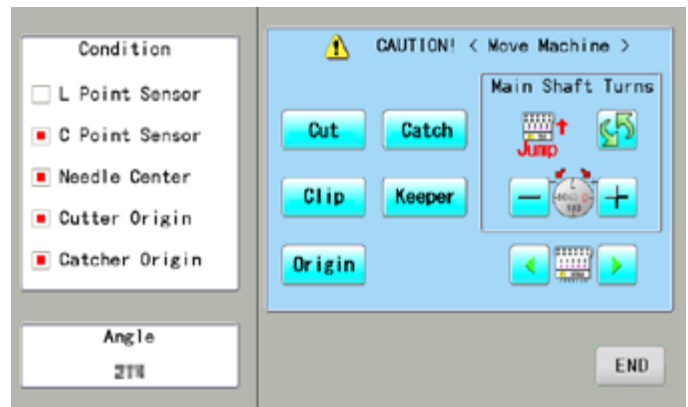 Condition
L Point Sensor
C Point Sensor
Needle Center
Cutter Origin
Catcher Origin
Angle
CAUTION! < Move Machine >
Main Shaft Turns
Cut
Catch
Jump
Clip
Keeper
Origin
END